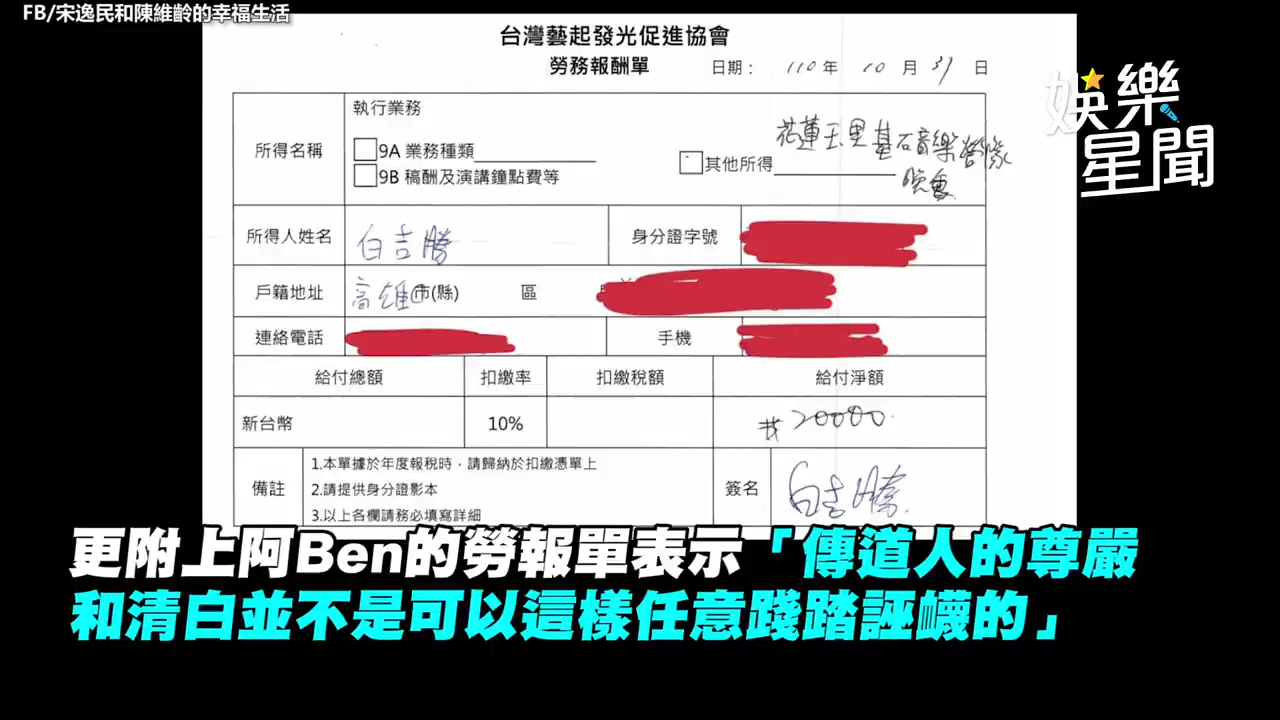 FB/宋逸民和陳維齡的幸福生活
娛樂星聞
台灣藝起發光促進協會
勞務報酬單
日期： 110 年 10 月 31 日
所得名稱
執行業務
9A 業務種類
9B 稿酬及演講鐘點費等
其他所得
花蓮玉里基石音樂營隊
晚會
所得人姓名 白吉勝 身分證字號
戶籍地址 高雄市(縣) 區
連絡電話 手機
給付總額 扣繳率 扣繳稅額 給付淨額
新台幣 10% 20000
備註
1.本單據於年度報稅時，請歸納於扣繳憑單上
2.請提供身分證影本
3.以上各欄請務必填寫詳細
簽名 白吉勝
更附上阿Ben的勞報單表示「傳道人的尊嚴
和清白並不是可以這樣任意踐踏誣衊的」